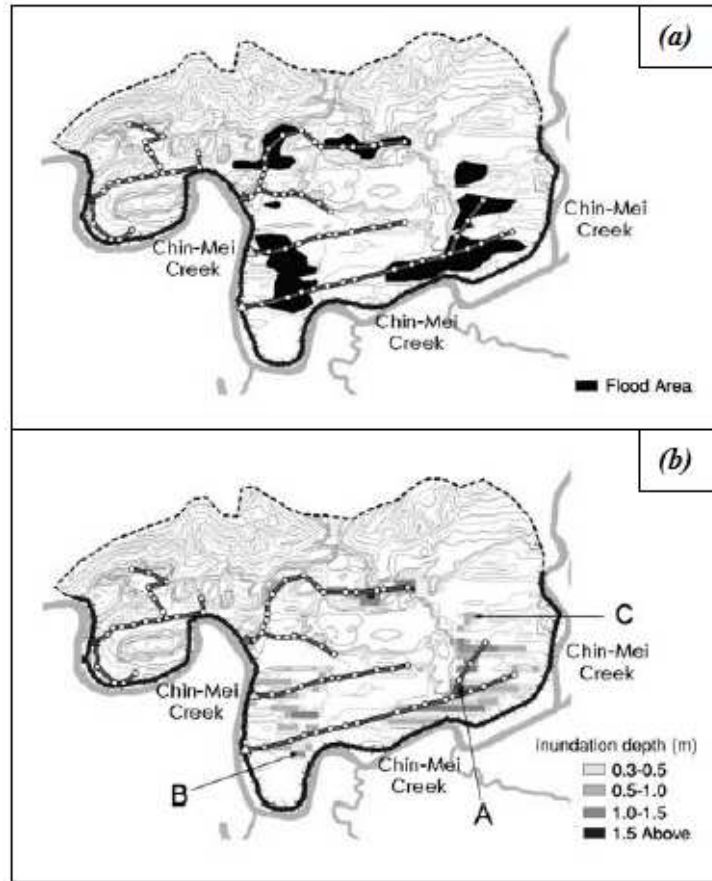 (a)
Chin-Mei
Creek
Chin-Mei
Creek
Chin-Mei
Creek
Flood Area
(b)
C
Chin-Mei
Creek
Chin-Mei
Creek
Chin-Mei
Creek
B
A
inundation depth (m)
0.3-0.5
0.5-1.0
1.0-1.5
1.5 Above